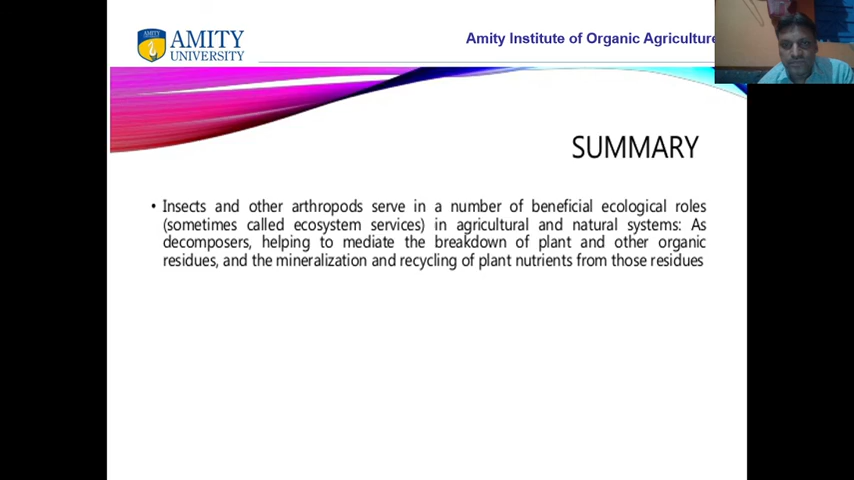 AMITY
AMITY
UNIVERSITY
Amity Institute of Organic Agriculture
SUMMARY
• Insects and other arthropods serve in a number of beneficial ecological roles
(sometimes called ecosystem services) in agricultural and natural systems: As
decomposers, helping to mediate the breakdown of plant and other organic
residues, and the mineralization and recycling of plant nutrients from those residues